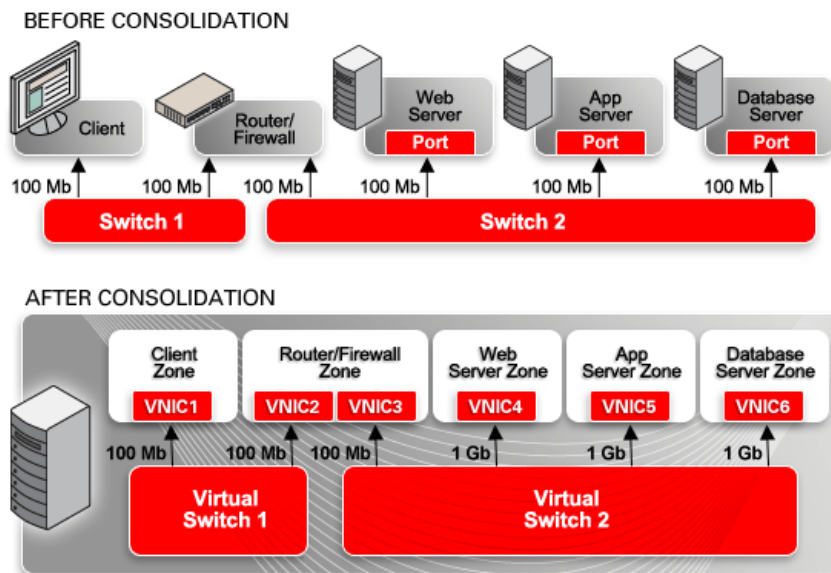 BEFORE CONSOLIDATION
Client
Router/
Firewall
Web
Server
Port
App
Server
Port
Database
Server
Port
100 Mb
100 Mb
100 Mb
100 Mb
100 Mb
100 Mb
Switch 1
Switch 2
AFTER CONSOLIDATION
Client
Zone
VNIC1
Router/Firewall
Zone
VNIC2
VNIC3
Web
Server Zone
VNIC4
App
Server Zone
VNIC5
Database
Server Zone
VNIC6
100 Mb
100 Mb
100 Mb
1 Gb
1 Gb
1 Gb
Virtual
Switch 1
Virtual
Switch 2